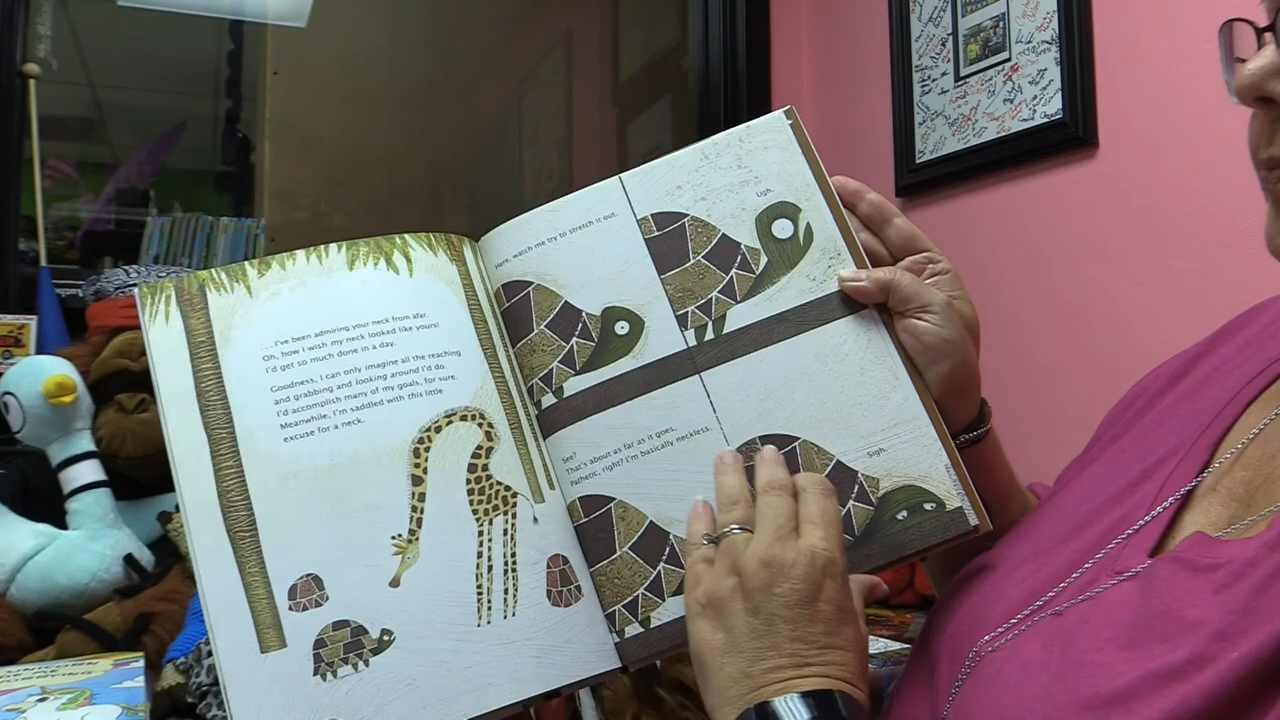 . . . I've been admiring your neck from afar.
Oh, how I wish my neck looked like yours!
I'd get so much done in a day.
Goodness, I can only imagine all the reaching
and grabbing and looking around I'd do.
I'd accomplish many of my goals, for sure.
Meanwhile, I'm saddled with this little
excuse for a neck.
Here, watch me try to stretch it out.
Ugh.
See?
That's about as far as it goes.
Pathetic, right? I'm basically neckless.
Sigh.